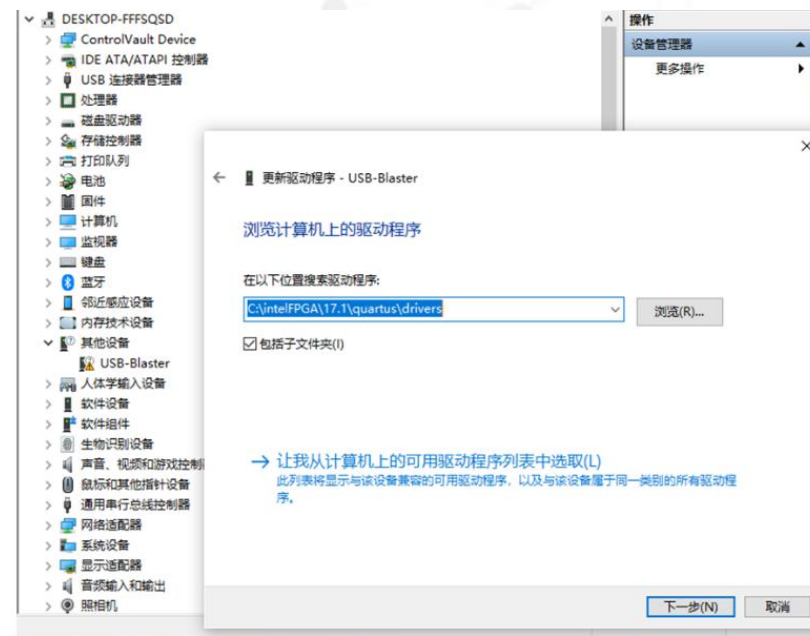 DESKTOP-FFFSQSD
ControlVault Device
IDE ATA/ATAPI 控制器
USB 连接器管理器
处理器
磁盘驱动器
存储控制器
打印队列
电池
固件
计算机
监视器
键盘
蓝牙
邻近感应设备
内存技术设备
其他设备
USB-Blaster
人体学输入设备
软件设备
软件组件
生物识别设备
声音、视频和游戏控制
鼠标和其他指针设备
通用串行总线控制器
网络适配器
系统设备
显示适配器
音频输入和输出
照相机
操作
设备管理器
更多操作
更新驱动程序 - USB-Blaster
浏览计算机上的驱动程序
在以下位置搜索驱动程序:
C:\intelFPGA\17.1\quartus\drivers
浏览(R)...
包括子文件夹(I)
让我从计算机上的可用驱动程序列表中选取(L)
此列表将显示与该设备兼容的可用驱动程序，以及与该设备属于同一类别的所有驱动程
序。
下一步(N)
取消